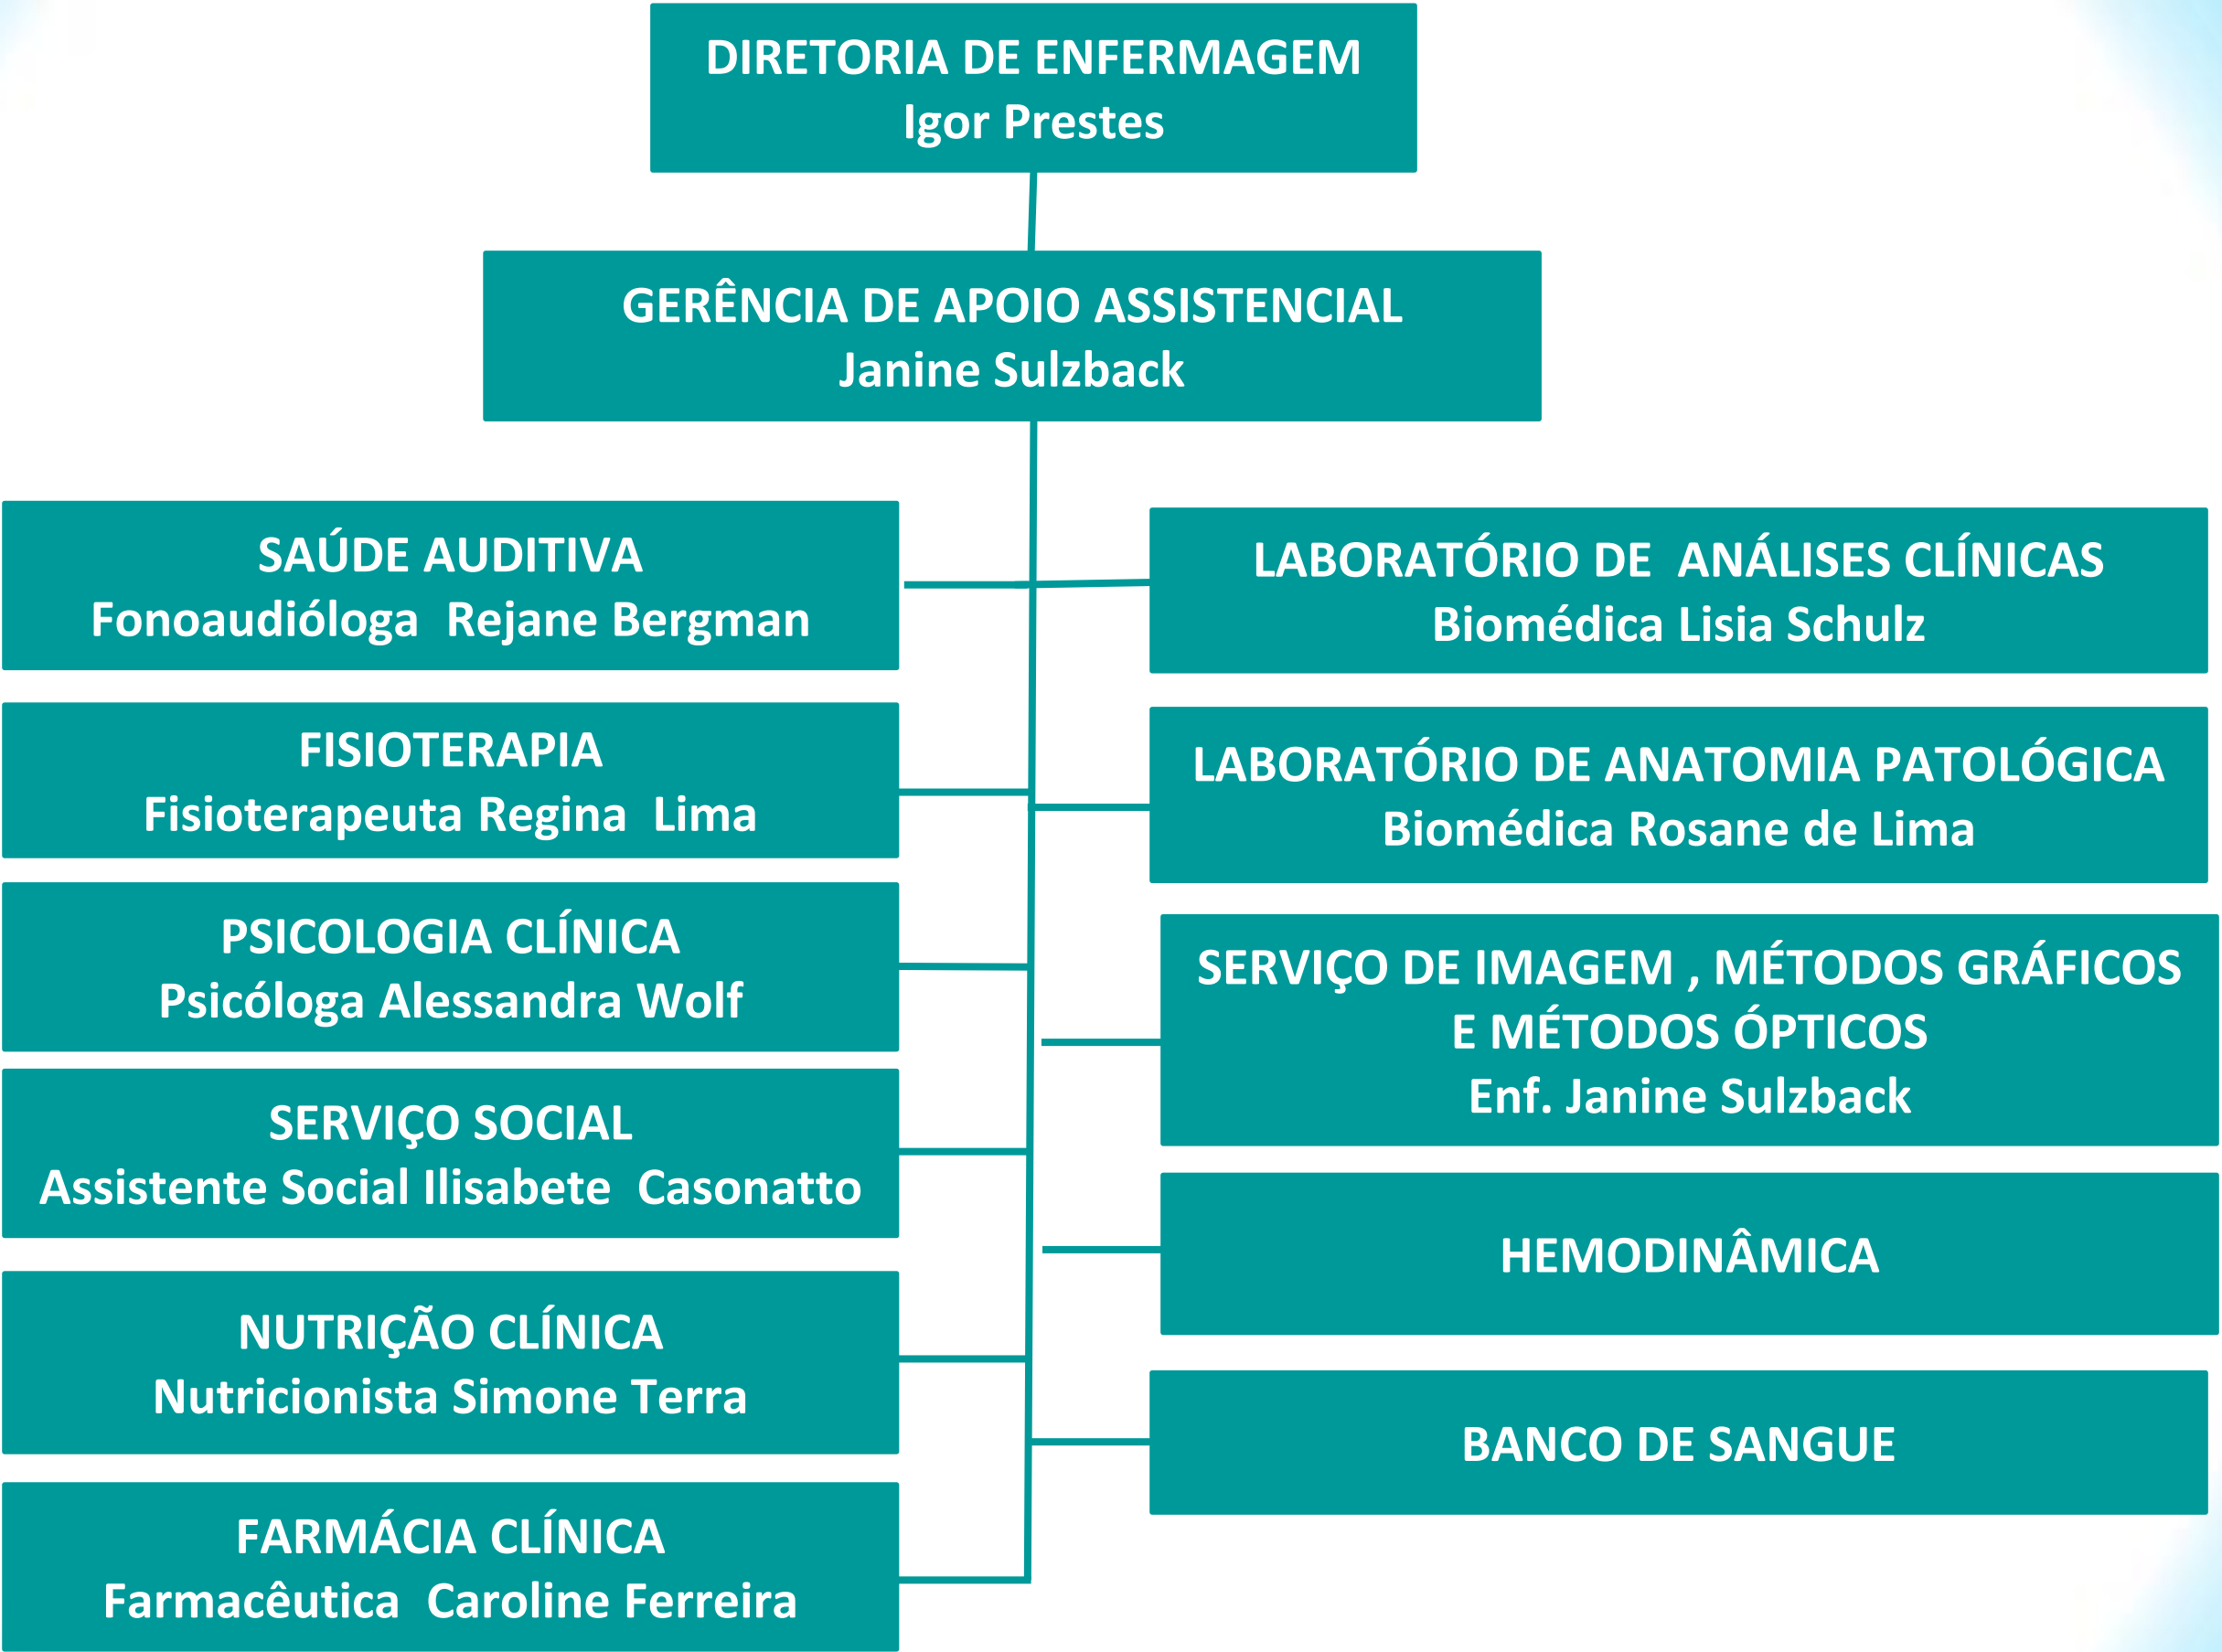 DIRETORIA DE ENFERMAGEM
Igor Prestes
GERÊNCIA DE APOIO ASSISTENCIAL
Janine Sulzback
SAÚDE AUDITIVA
Fonoaudióloga Rejane Bergman
FISIOTERAPIA
Fisioterapeuta Regina Lima
PSICOLOGIA CLÍNICA
Psicóloga Alessandra Wolf
SERVIÇO SOCIAL
Assistente Social Ilisabete Casonatto
NUTRIÇÃO CLÍNICA
Nutricionista Simone Terra
FARMÁCIA CLÍNICA
Farmacêutica Caroline Ferreira
LABORATÓRIO DE ANÁLISES CLÍNICAS
Biomédica Lisia Schulz
LABORATÓRIO DE ANATOMIA PATOLÓGICA
Biomédica Rosane de Lima
SERVIÇO DE IMAGEM , MÉTODOS GRÁFICOS
E MÉTODOS ÓPTICOS
Enf. Janine Sulzback
HEMODINÂMICA
BANCO DE SANGUE